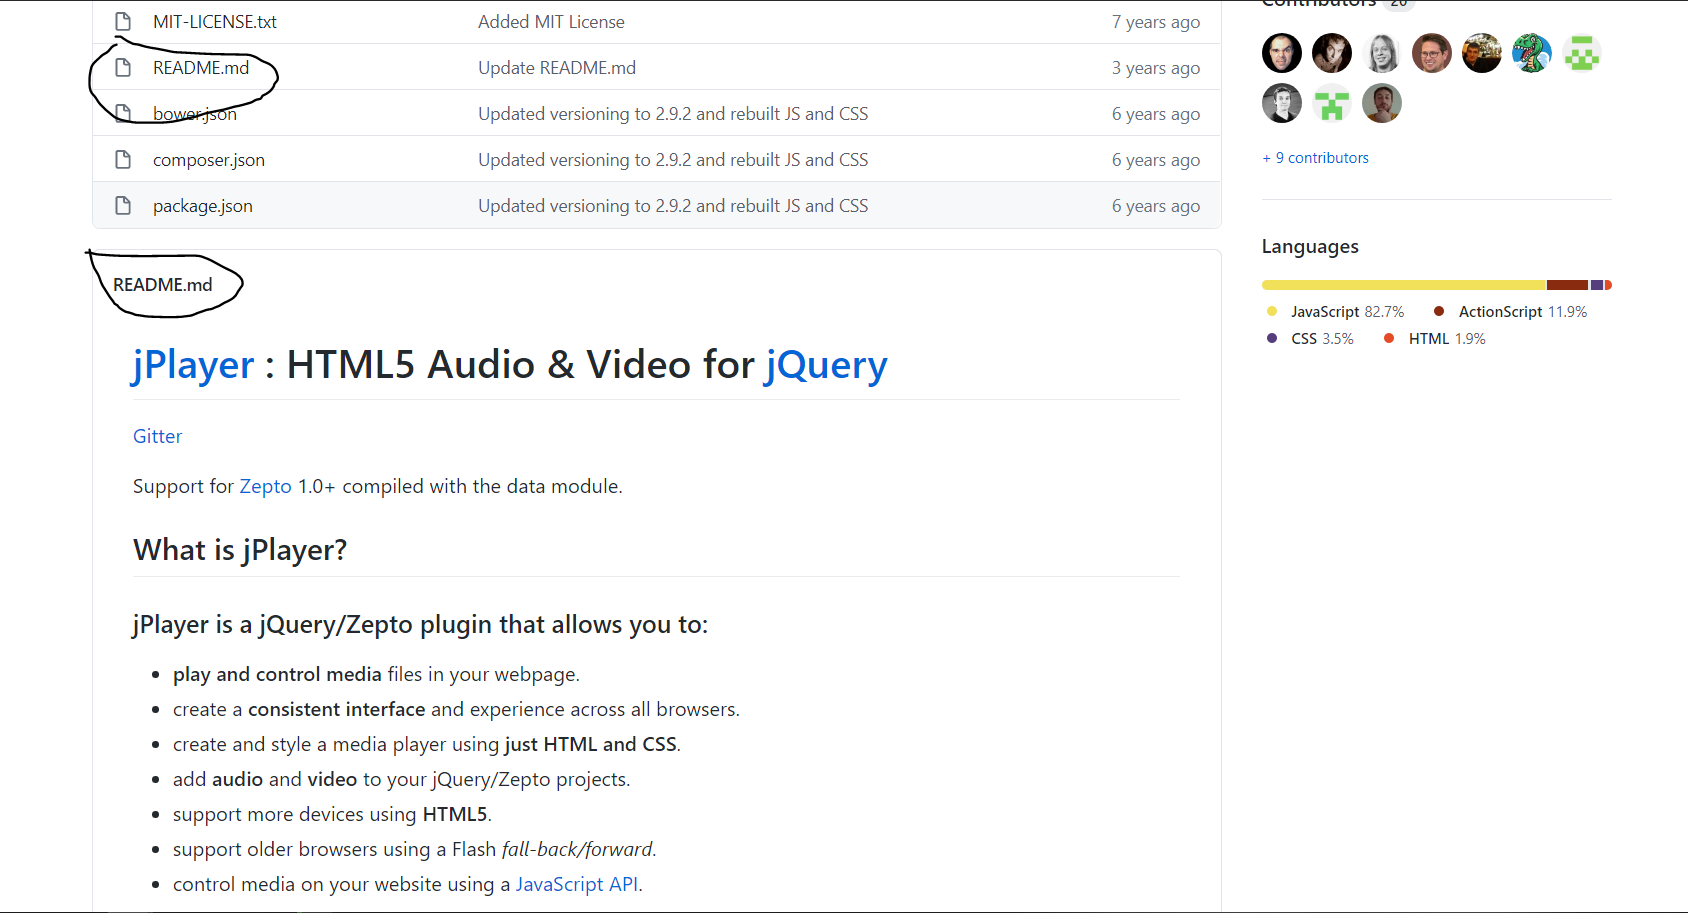 Contributors 20
MIT-LICENSE.txt Added MIT License 7 years ago
README.md Update README.md 3 years ago
bower.json Updated versioning to 2.9.2 and rebuilt JS and CSS 6 years ago
composer.json Updated versioning to 2.9.2 and rebuilt JS and CSS 6 years ago
package.json Updated versioning to 2.9.2 and rebuilt JS and CSS 6 years ago
README.md
jPlayer : HTML5 Audio & Video for jQuery
Gitter
Support for Zepto 1.0+ compiled with the data module.
What is jPlayer?
jPlayer is a jQuery/Zepto plugin that allows you to:
• play and control media files in your webpage.
• create a consistent interface and experience across all browsers.
• create and style a media player using just HTML and CSS.
• add audio and video to your jQuery/Zepto projects.
• support more devices using HTML5.
• support older browsers using a Flash fall-back/forward.
• control media on your website using a JavaScript API.
+ 9 contributors
Languages
JavaScript 82.7% ActionScript 11.9%
CSS 3.5% HTML 1.9%